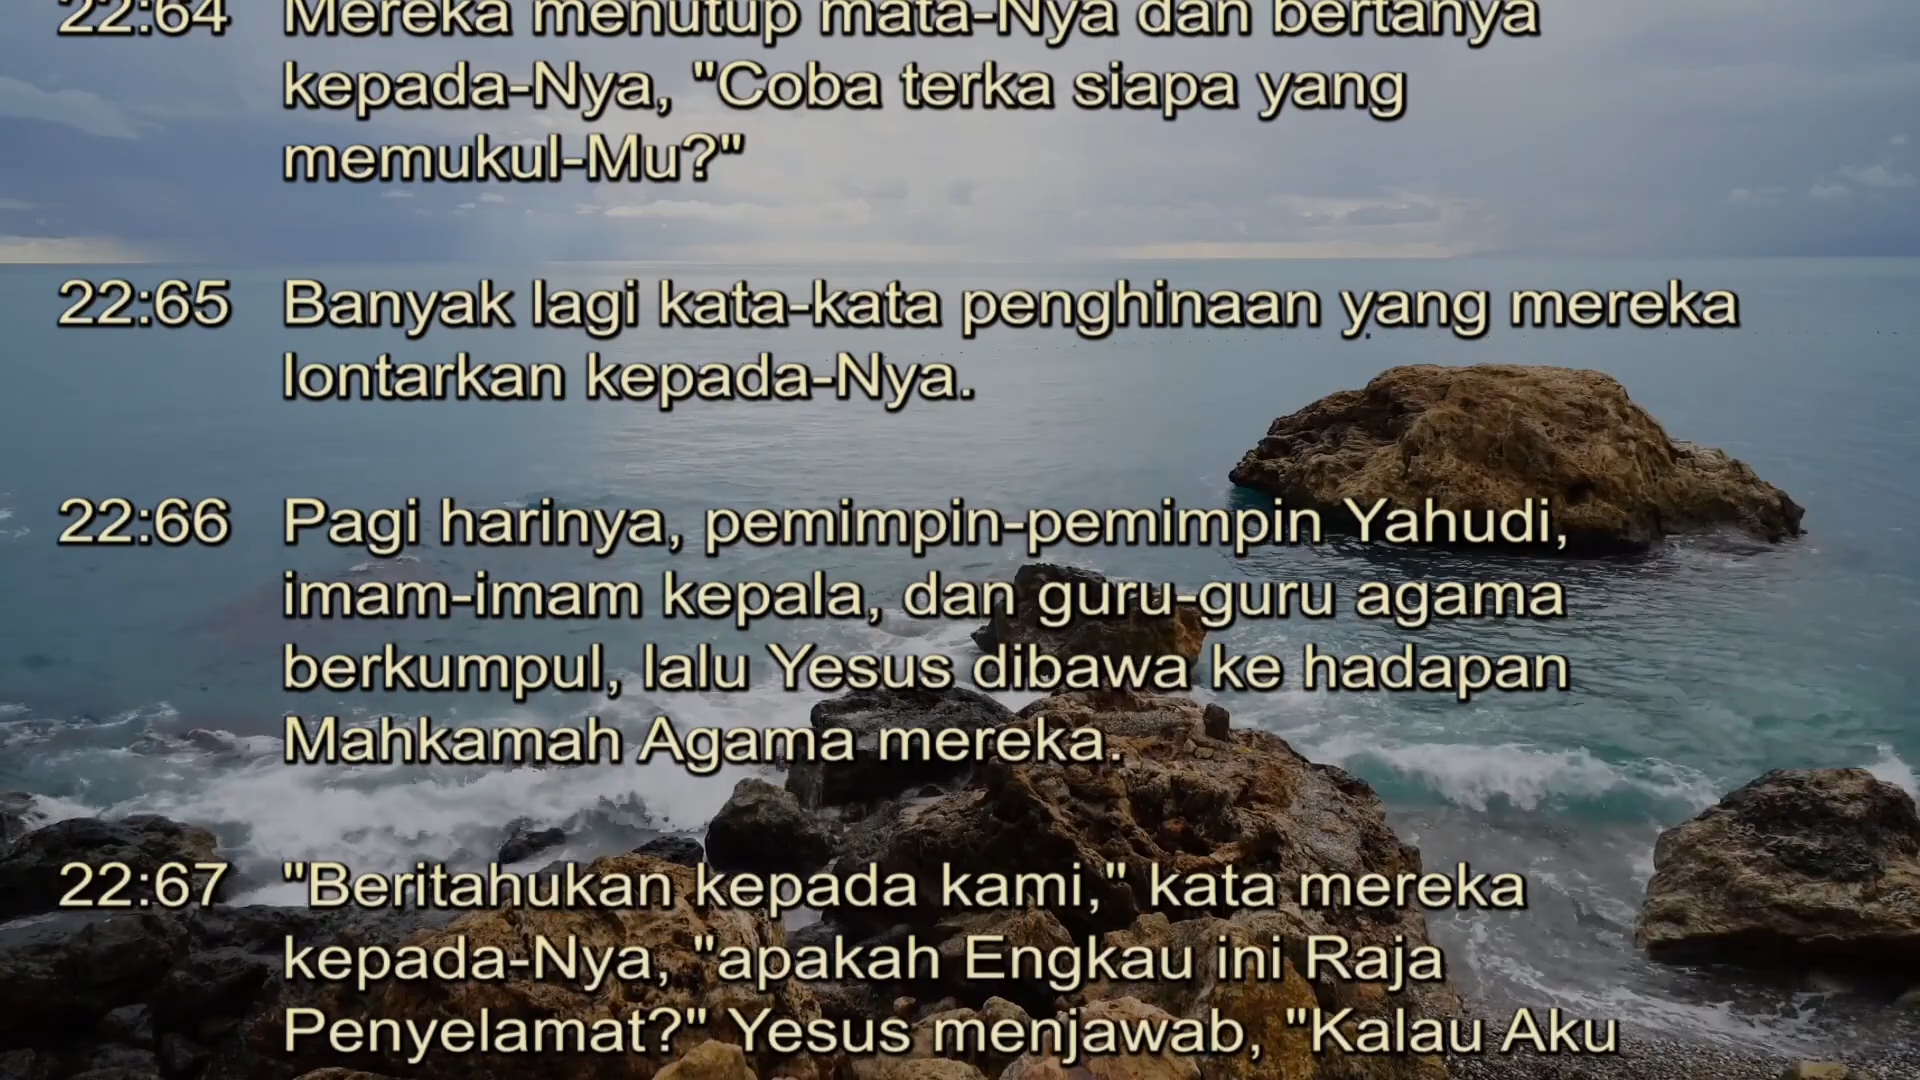 22:64 Mereka menutup mata-Nya dan bertanya
kepada-Nya, "Coba terka siapa yang
memukul-Mu?"
22:65 Banyak lagi kata-kata penghinaan yang mereka
lontarkan kepada-Nya.
22:66 Pagi harinya, pemimpin-pemimpin Yahudi,
imam-imam kepala, dan guru-guru agama
berkumpul, lalu Yesus dibawa ke hadapan
Mahkamah Agama mereka.
22:67 "Beritahukan kepada kami," kata mereka
kepada-Nya, "apakah Engkau ini Raja
Penyelamat?" Yesus menjawab, "Kalau Aku